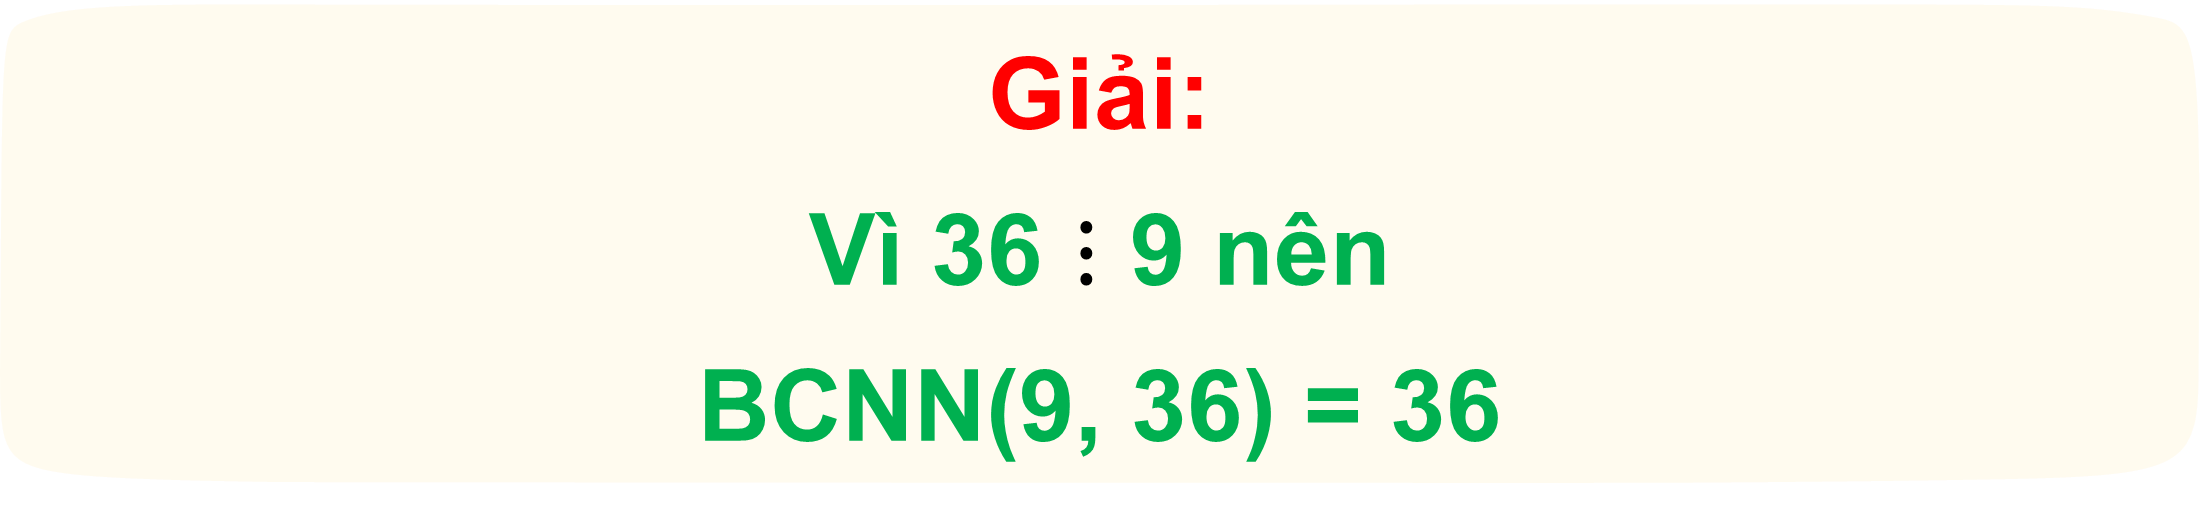 Giải:
Vì 36 ⋮ 9 nên
BCNN(9, 36) = 36